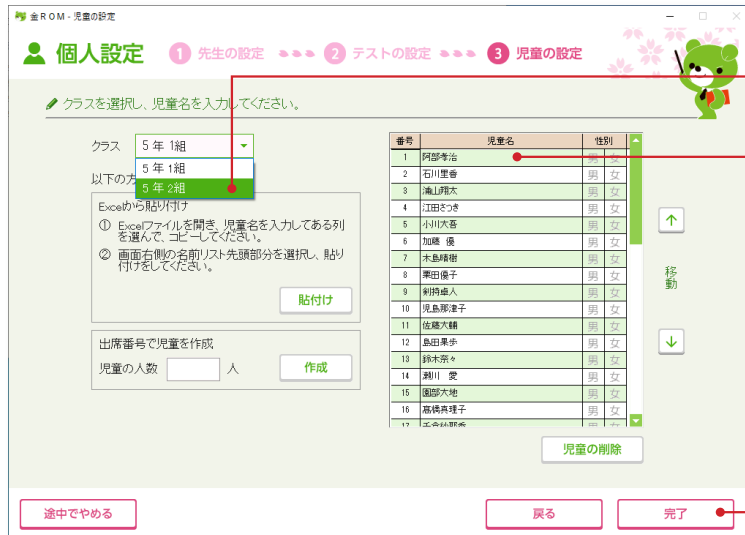 金ROM - 児童の設定
個人設定 1 先生の設定 2 テストの設定 3 児童の設定
クラスを選択し、児童名を入力してください。
クラス 5年 1組
5年 1組
5年 2組
以下の方
Excelから貼り付け
① Excelファイルを開き、児童名を入力してある列
を選んで、コピーしてください。
② 画面右側の名前リスト先頭部分を選択し、貼り
付けをしてください。
貼付け
出席番号で児童を作成
児童の人数 人 作成
番号 児童名 性別
1 阿部孝治 男 女
2 石川里香 男 女
3 浦山翔太 男 女
4 江田さつき 男 女
5 小川大吾 男 女
6 加藤 優 男 女
7 木島晴樹 男 女
8 栗田優子 男 女
9 剣持卓人 男 女
10 児島那津子 男 女
11 佐藤大輔 男 女
12 島田果歩 男 女
13 鈴木奈々 男 女
14 瀬川 愛 男 女
15 園部大地 男 女
16 高橋真理子 男 女
17
移動
児童の削除
途中でやめる 戻る 完了